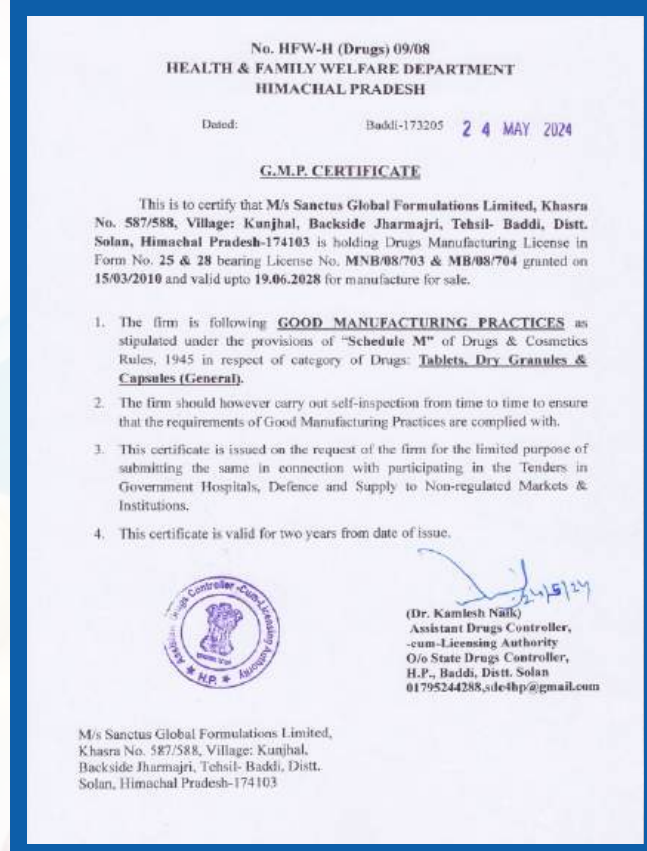 No. HFW-H (Drugs) 09/08
HEALTH & FAMILY WELFARE DEPARTMENT
HIMACHAL PRADESH
Dated: Baddi-173205 24 MAY 2024
G.M.P. CERTIFICATE
This is to certify that M/s Sanctus Global Formulations Limited, Khasra
No. 587/588, Village: Kunjhal, Backside Jharmajri, Tehsil- Baddi, Distt.
Solan, Himachal Pradesh-174103 is holding Drugs Manufacturing License in
Form No. 25 & 28 bearing License No. MNB/08/703 & MB/08/704 granted on
15/03/2010 and valid upto 19.06.2028 for manufacture for sale.
1. The firm is following GOOD MANUFACTURING PRACTICES as
stipulated under the provisions of "Schedule M" of Drugs & Cosmetics
Rules, 1945 in respect of category of Drugs: Tablets, Dry Granules &
Capsules (General).
2. The firm should however carry out self-inspection from time to time to ensure
that the requirements of Good Manufacturing Practices are complied with.
3. This certificate is issued on the request of the firm for the limited purpose of
submitting the same in connection with participating in the Tenders in
Government Hospitals, Defence and Supply to Non-regulated Markets &
Institutions.
4. This certificate is valid for two years from date of issue.
24/5/24
Assistant Drugs Controller-Cum-Licensing Authority
H.P.
(Dr. Kamlesh Naik)
Assistant Drugs Controller,
-cum-Licensing Authority
O/o State Drugs Controller,
H.P., Baddi, Distt. Solan
01795244288,sdc4hp@gmail.com
M/s Sanctus Global Formulations Limited,
Khasra No. 587/588, Village: Kunjhal,
Backside Jharmajri, Tehsil- Baddi, Distt.
Solan, Himachal Pradesh-174103